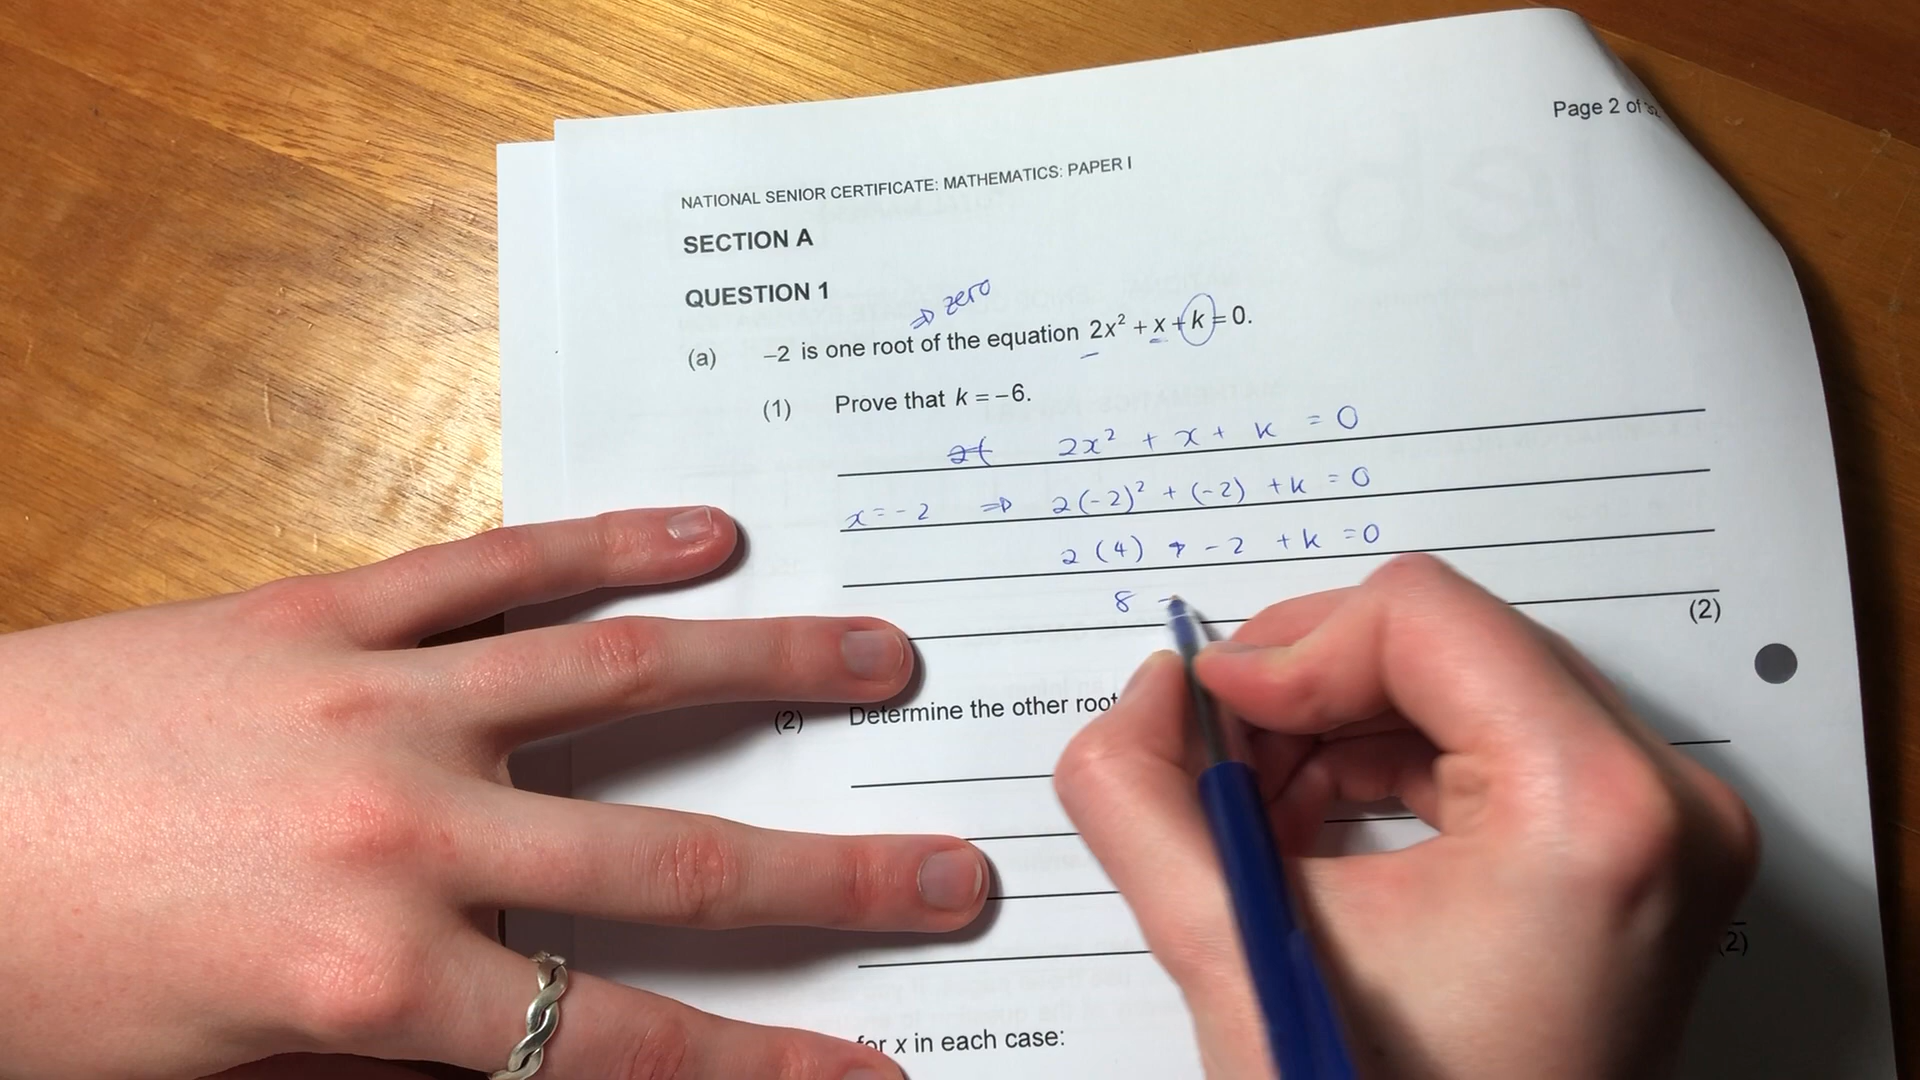 Page 2 of 32
NATIONAL SENIOR CERTIFICATE: MATHEMATICS: PAPER I
SECTION A
QUESTION 1
⇒ zero
(a) –2 is one root of the equation 2x² + x + k = 0.
(1) Prove that k = –6.
2x² + x + k = 0
x = -2 ⇒ 2(-2)² + (-2) + k = 0
2(4) + -2 + k = 0
8 -
(2)
(2) Determine the other root
(2)
for x in each case: